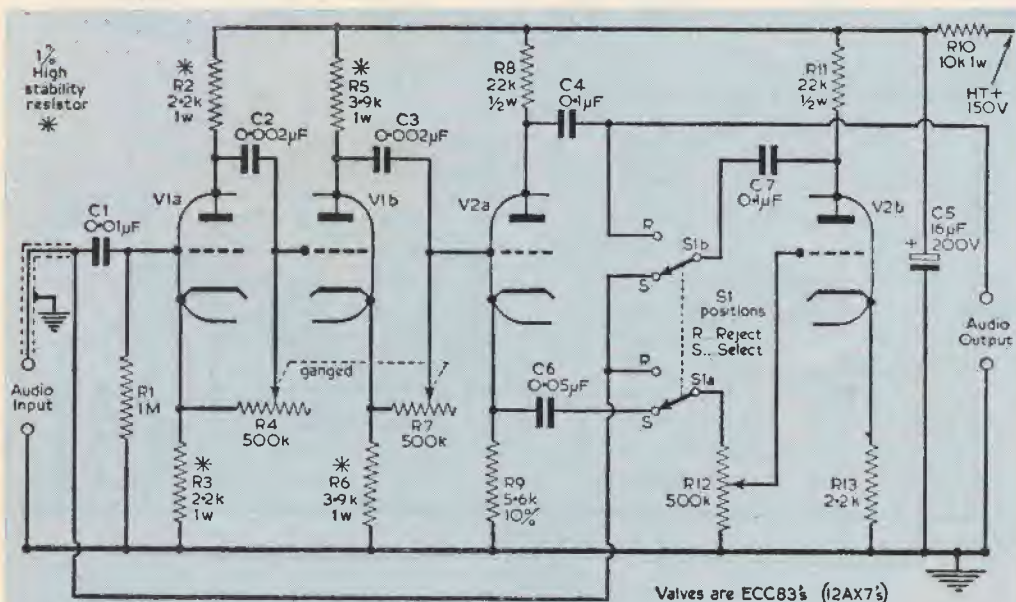 1%
High
stability
resistor
*
*
R2
2·2k
1w
C2
0·002μF
*
R5
3·9k
1w
C3
0·002μF
R8
22k
½w
C4
0·1μF
R11
22k
½w
R10
10k 1w
HT+
150V
V1a
V1b
V2a
V2b
C1
0·01μF
C7
0·1μF
C5
16μF
200V
+
R
S1b
S
S1
positions
R...Reject
S...Select
Audio
Input
R1
1M
ganged
R4
500k
R7
500k
C6
0·05μF
R
S1a
S
Audio
Output
*
R3
2·2k
1w
*
R6
3·9k
1w
R9
5·6k
10%
R12
500k
R13
2·2k
Valves are ECC83's (12AX7's)